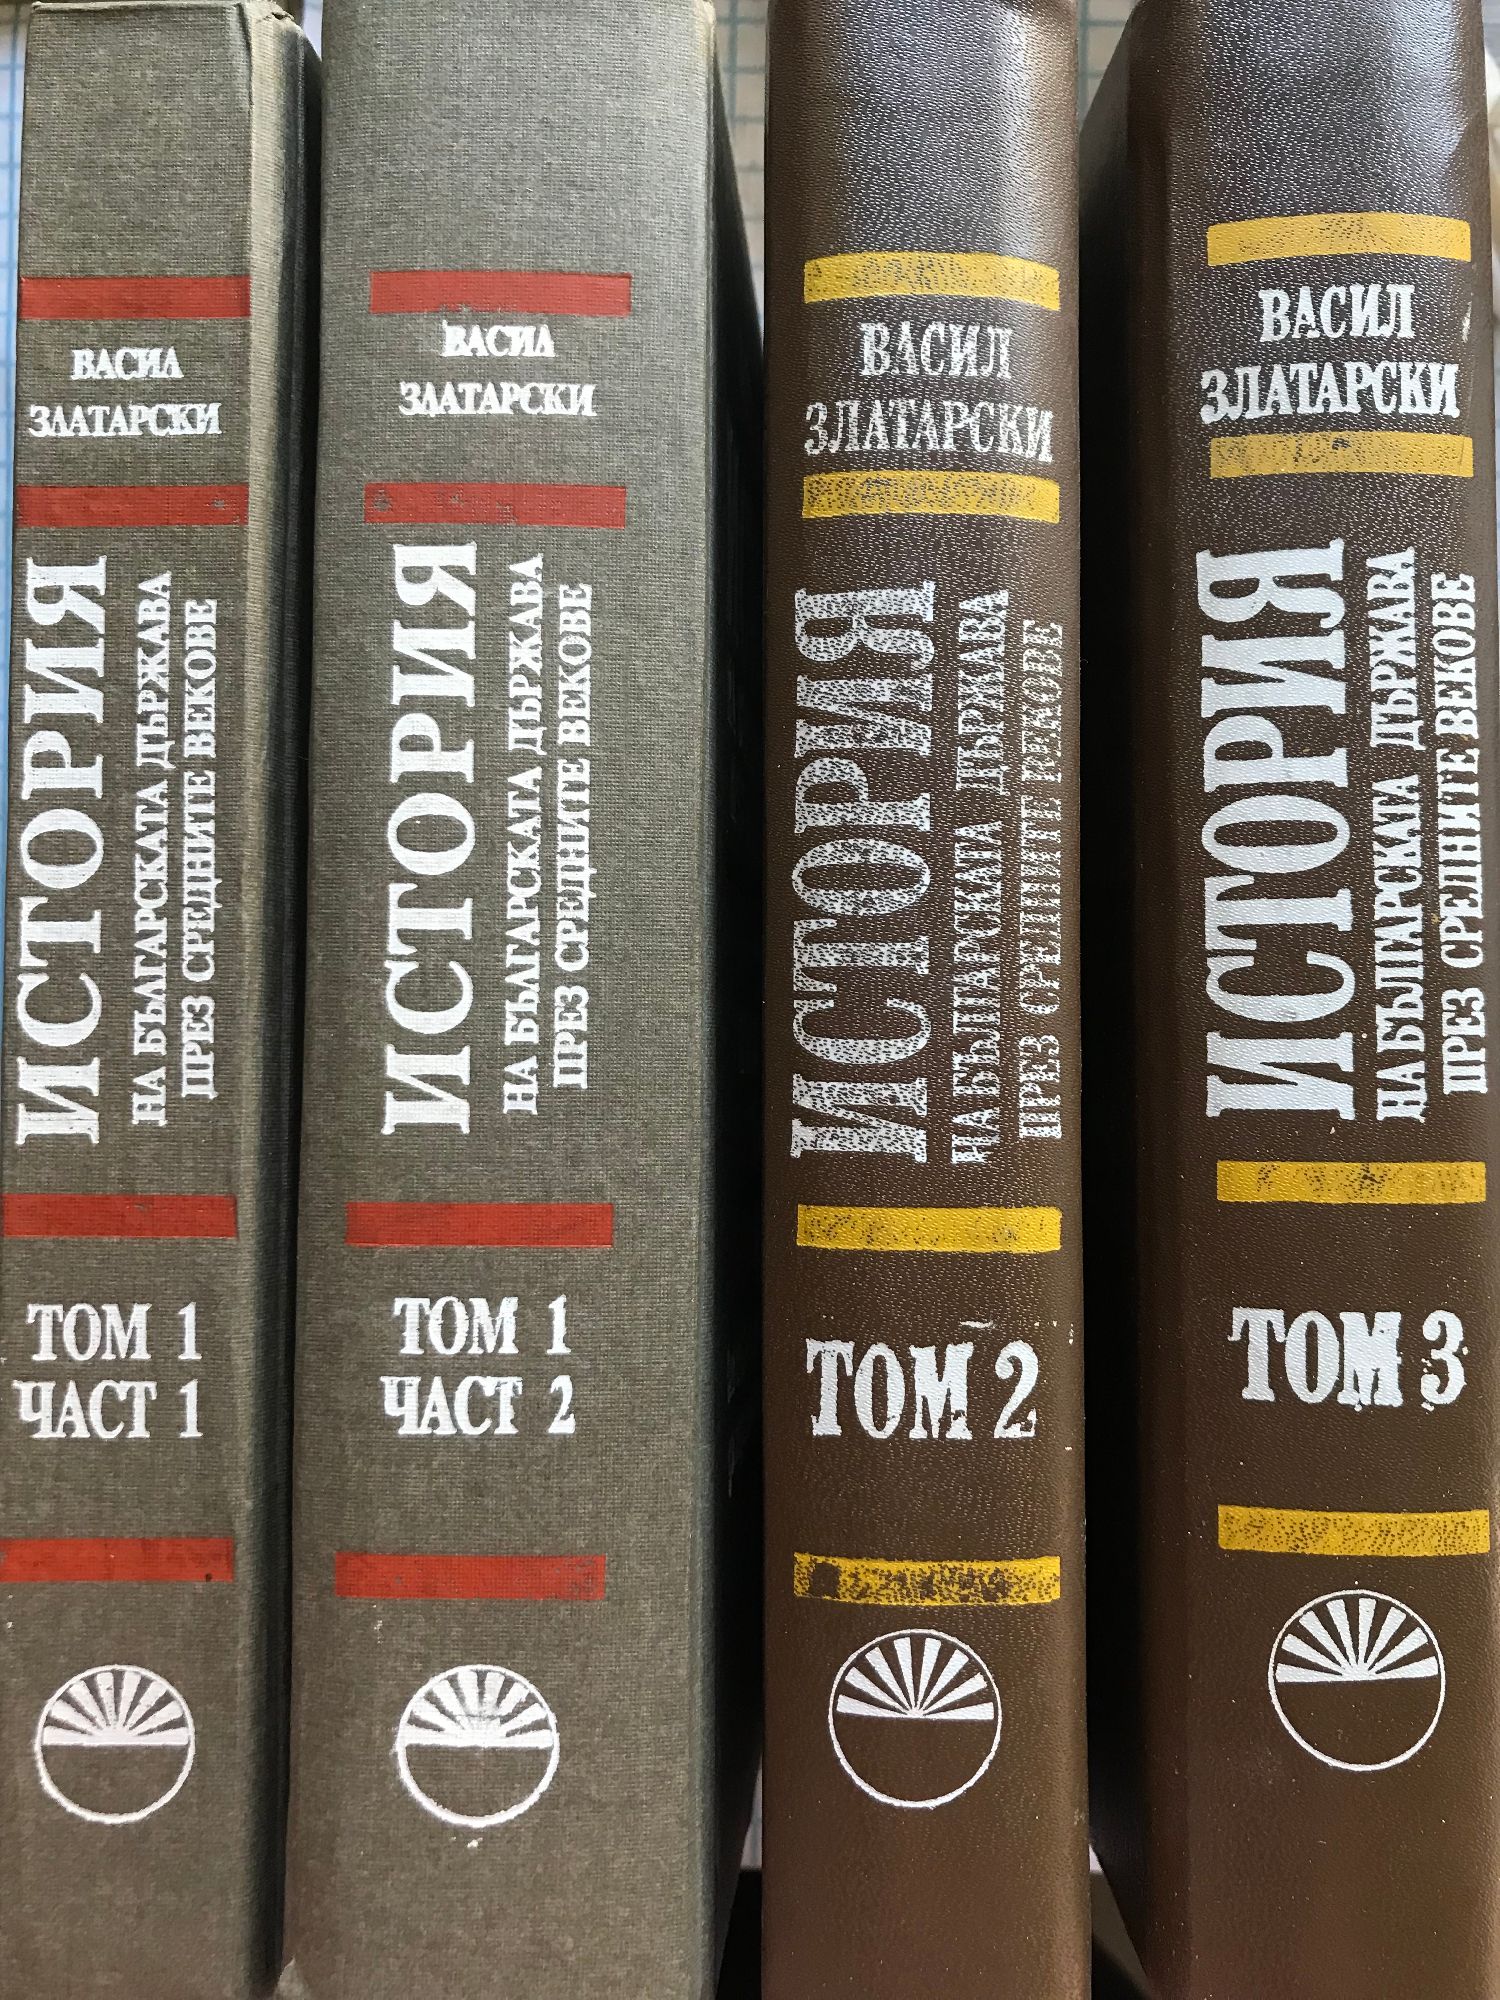 ВАСИЛ
ЗЛАТАРСКИ
ИСТОРИЯ
НА БЪЛГАРСКАТА ДЪРЖАВА
ПРЕЗ СРЕДНИТЕ ВЕКОВЕ
ТОМ 1
ЧАСТ 1
ВАСИЛ
ЗЛАТАРСКИ
ИСТОРИЯ
НА БЪЛГАРСКАТА ДЪРЖАВА
ПРЕЗ СРЕДНИТЕ ВЕКОВЕ
ТОМ 1
ЧАСТ 2
ВАСИЛ
ЗЛАТАРСКИ
ИСТОРИЯ
НА БЪЛГАРСКАТА ДЪРЖАВА
ПРЕЗ СРЕДНИТЕ ВЕКОВЕ
ТОМ 2
ВАСИЛ
ЗЛАТАРСКИ
ИСТОРИЯ
НА БЪЛГАРСКАТА ДЪРЖАВА
ПРЕЗ СРЕДНИТЕ ВЕКОВЕ
ТОМ 3